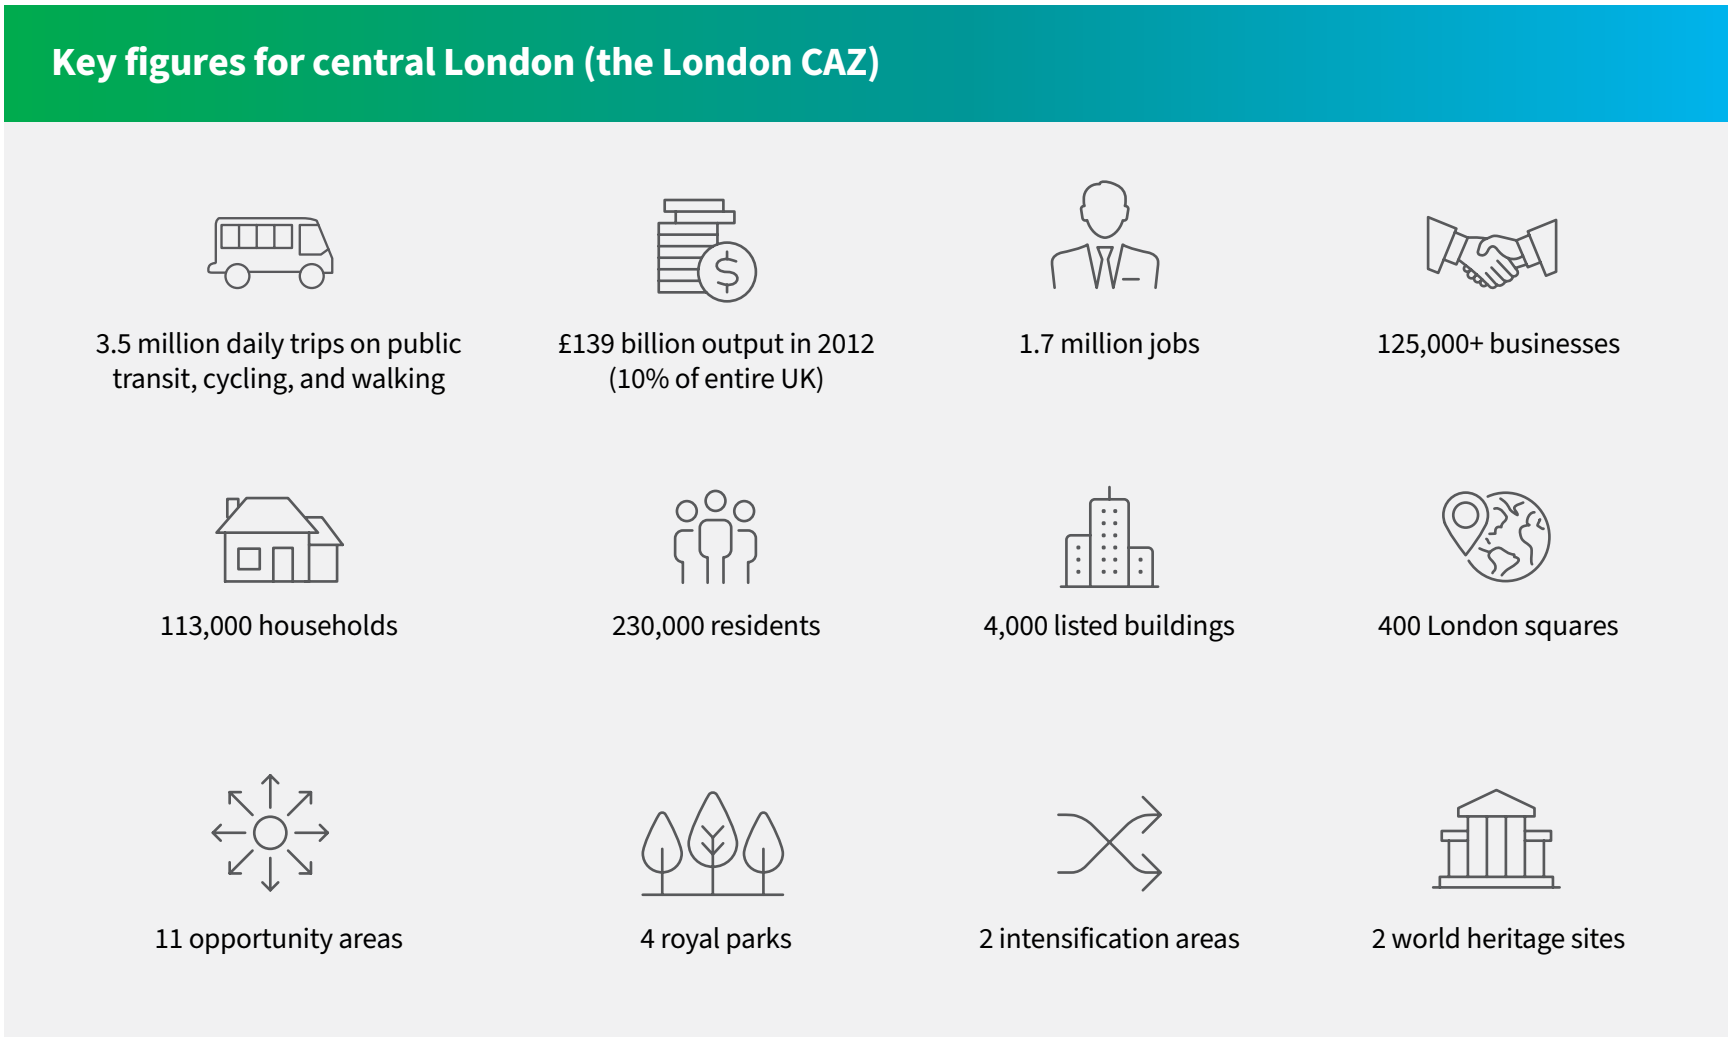 Key figures for central London (the London CAZ)
$
3.5 million daily trips on public
transit, cycling, and walking
£139 billion output in 2012
(10% of entire UK)
1.7 million jobs
125,000+ businesses
113,000 households
230,000 residents
4,000 listed buildings
400 London squares
11 opportunity areas
4 royal parks
2 intensification areas
2 world heritage sites